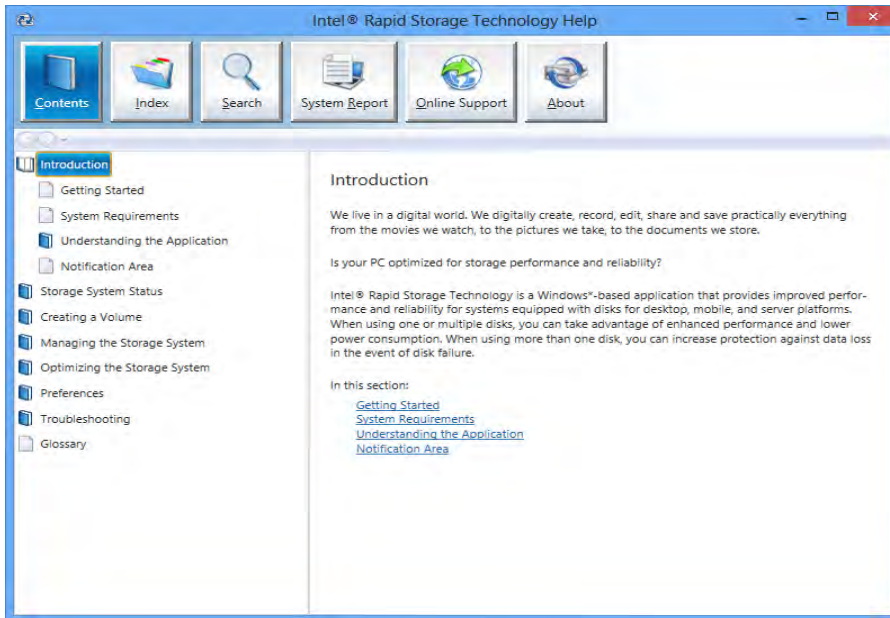 Intel® Rapid Storage Technology Help
Contents
Index
Search
System Report
Online Support
About
Introduction
Getting Started
System Requirements
Understanding the Application
Notification Area
Storage System Status
Creating a Volume
Managing the Storage System
Optimizing the Storage System
Preferences
Troubleshooting
Glossary
Introduction
We live in a digital world. We digitally create, record, edit, share and save practically everything
from the movies we watch, to the pictures we take, to the documents we store.
Is your PC optimized for storage performance and reliability?
Intel® Rapid Storage Technology is a Windows*-based application that provides improved perfor-
mance and reliability for systems equipped with disks for desktop, mobile, and server platforms.
When using one or multiple disks, you can take advantage of enhanced performance and lower
power consumption. When using more than one disk, you can increase protection against data loss
in the event of disk failure.
In this section:
Getting Started
System Requirements
Understanding the Application
Notification Area